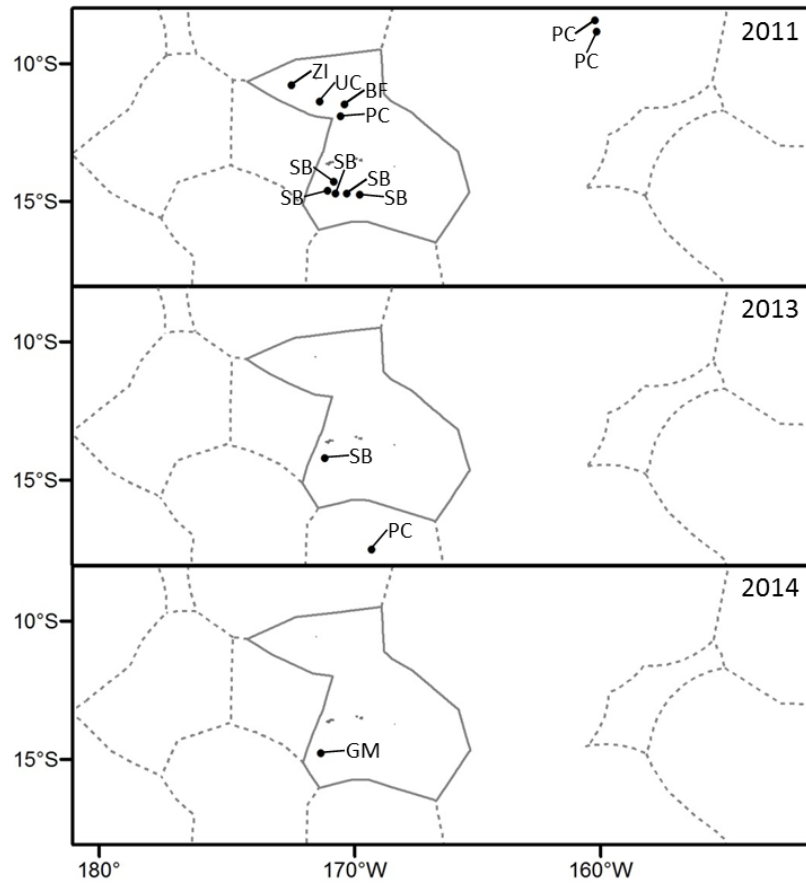 2011
PC
PC
10°S
ZI
UC
BF
PC
SB
SB
SB
SB
SB
15°S
2013
10°S
SB
15°S
PC
2014
10°S
GM
15°S
180°
170°W
160°W